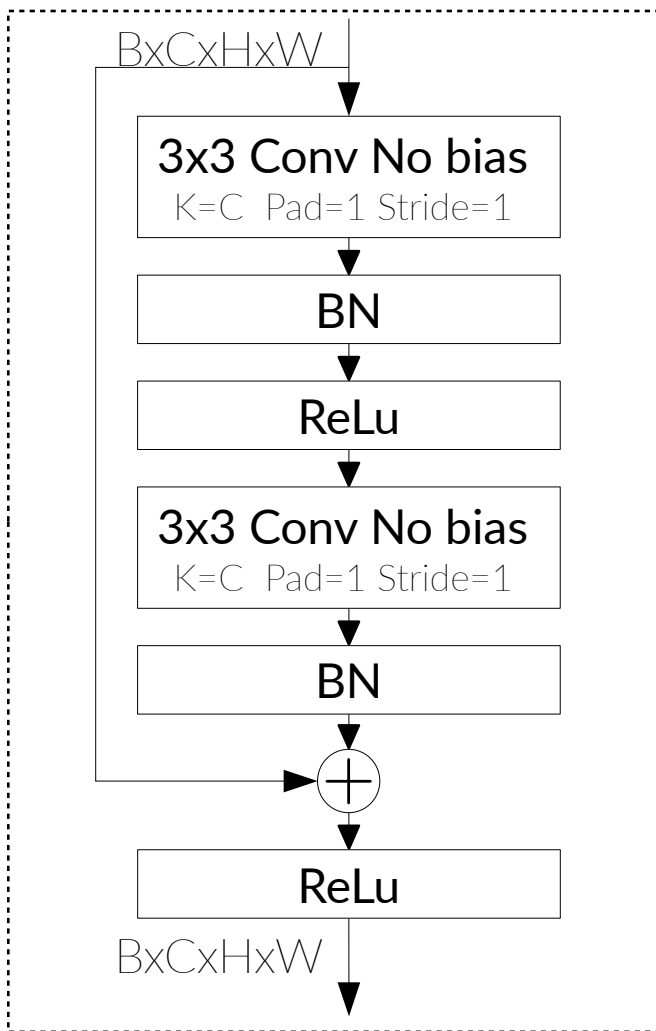 BxCxHxW
3x3 Conv No bias
K=C Pad=1 Stride=1
BN
ReLu
3x3 Conv No bias
K=C Pad=1 Stride=1
BN
ReLu
BxCxHxW